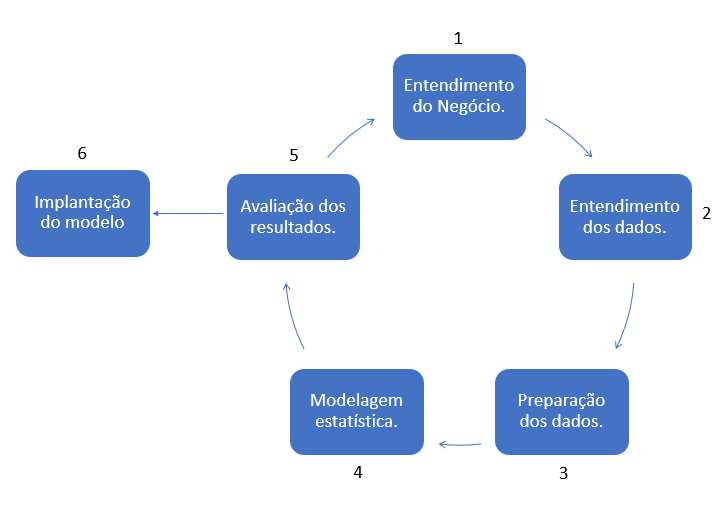 1
Entendimento
do Negócio.
2
Entendimento
dos dados.
3
Preparação
dos dados.
4
Modelagem
estatística.
5
Avaliação dos
resultados.
6
Implantação
do modelo